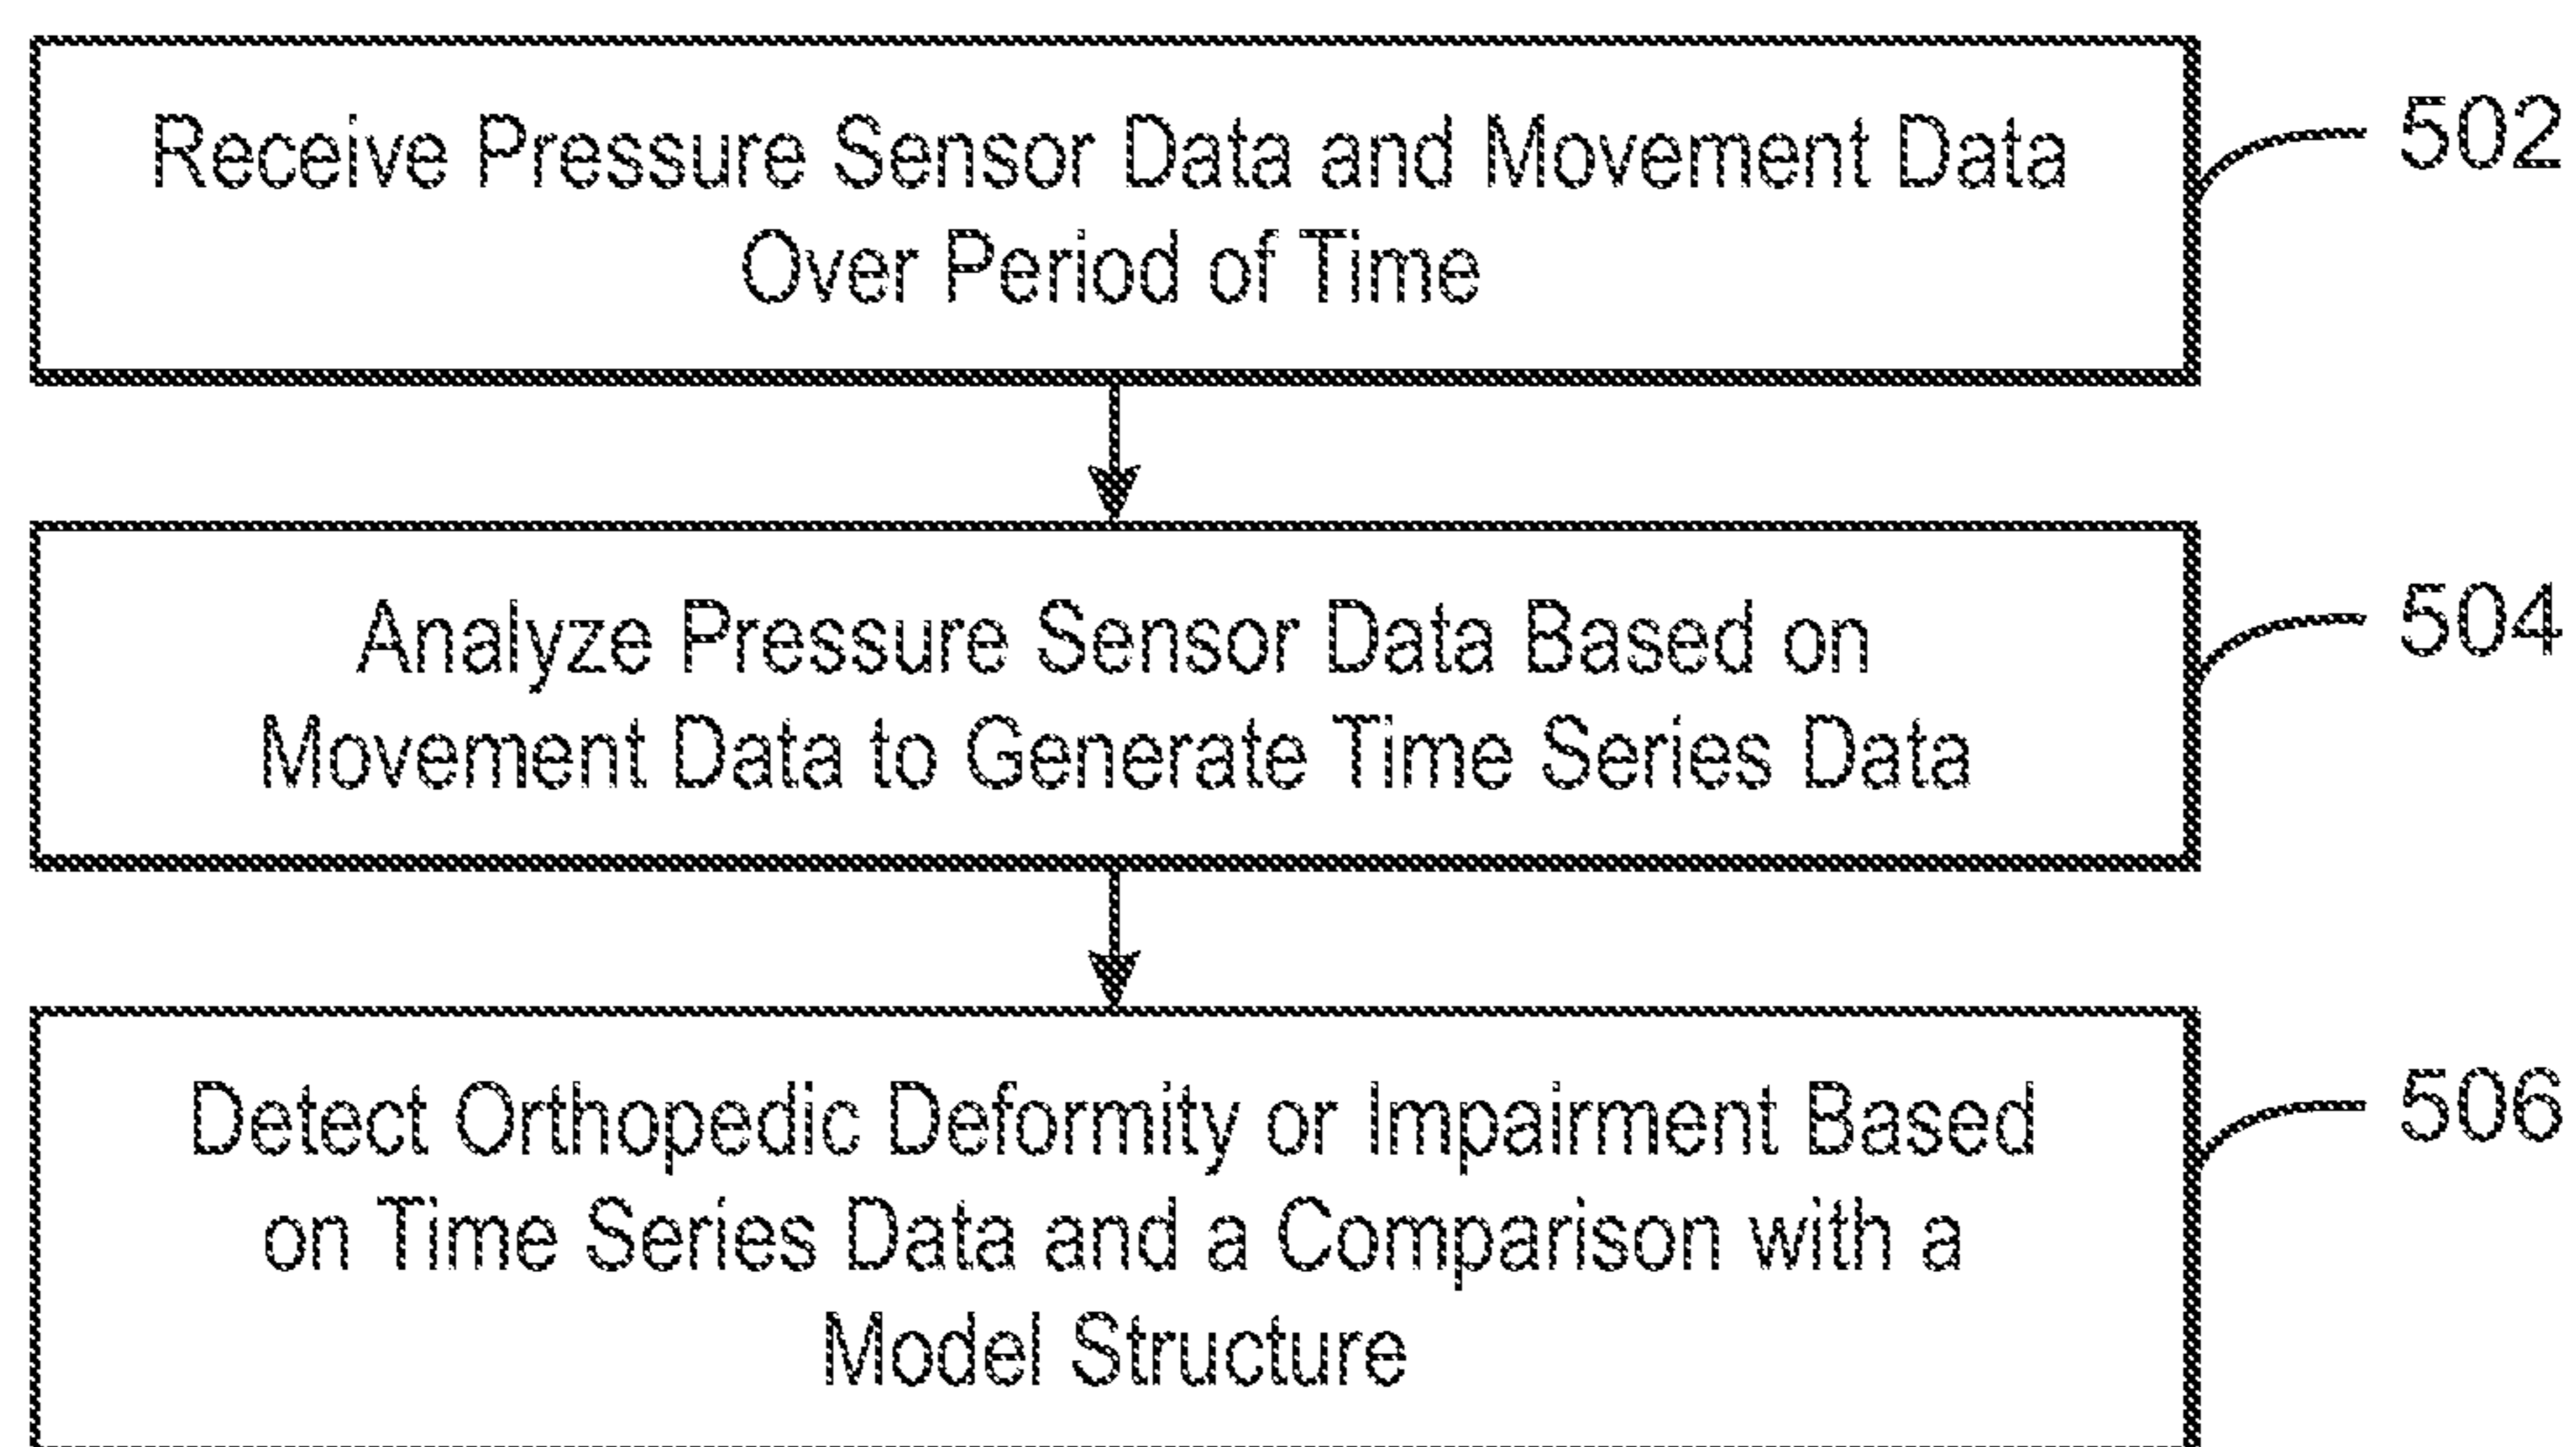 Receive Pressure Sensor Data and Movement Data
Over Period of Time
502
Analyze Pressure Sensor Data Based on
Movement Data to Generate Time Series Data
504
Detect Orthopedic Deformity or Impairment Based
on Time Series Data and a Comparison with a
Model Structure
506